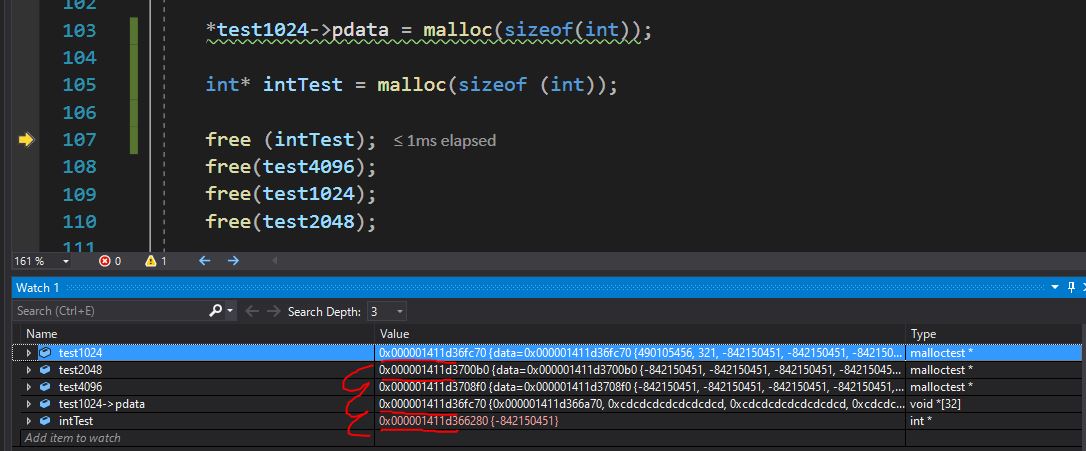 102
103 *test1024->pdata = malloc(sizeof(int));
104
105 int* intTest = malloc(sizeof (int));
106
107 free (intTest); ≤ 1ms elapsed
108 free(test4096);
109 free(test1024);
110 free(test2048);
111
161 % 0 1
Watch 1
Search (Ctrl+E) Search Depth: 3
Name Value Type
test1024 0x000001411d36fc70 {data=0x000001411d36fc70 {490105456, 321, -842150451, -842150451, -842150... malloctest *
test2048 0x000001411d3700b0 {data=0x000001411d3700b0 {-842150451, -842150451, -842150451, -84215045... malloctest *
test4096 0x000001411d3708f0 {data=0x000001411d3708f0 {-842150451, -842150451, -842150451, -842150451... malloctest *
test1024->pdata 0x000001411d36fc70 {0x000001411d366a70, 0xcdcdcdcdcdcdcdcd, 0xcdcdcdcdcdcdcdcd, 0xcdcdc... void *[32]
intTest 0x000001411d366280 {-842150451} int *
Add item to watch